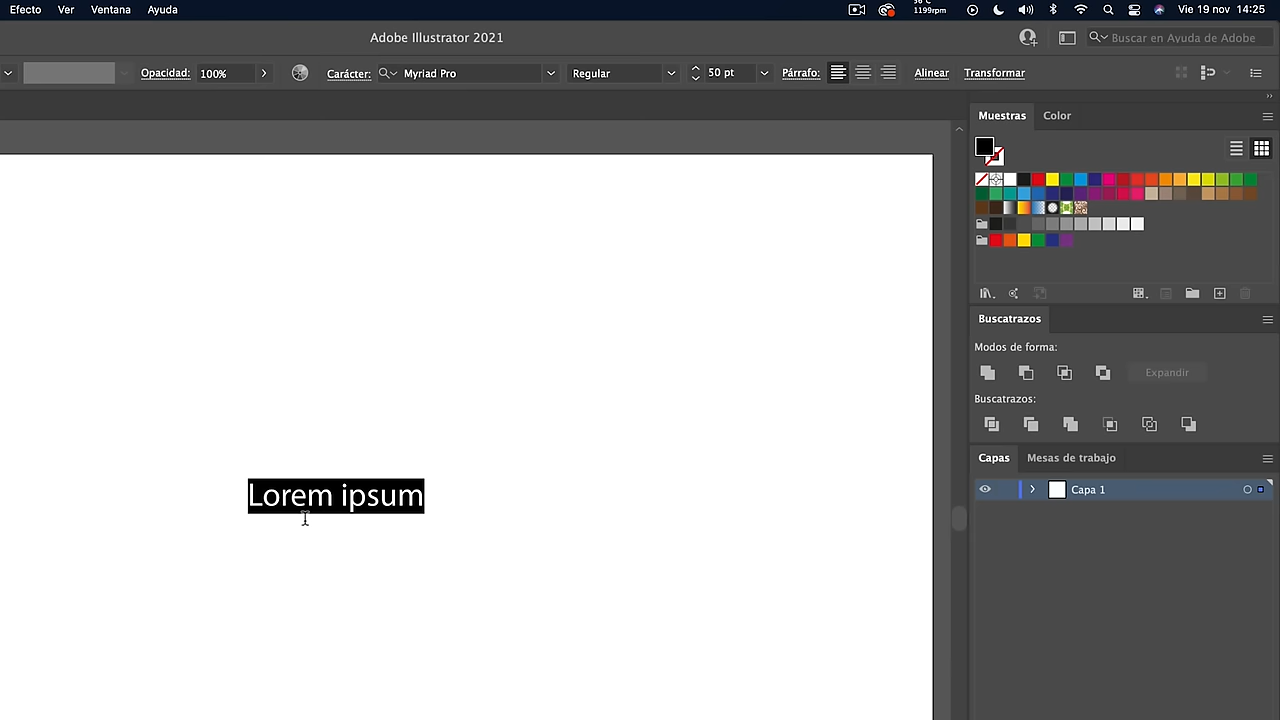 Efecto Ver Ventana Ayuda 1199rpm Vie 19 nov 14:25
Adobe Illustrator 2021 Buscar en Ayuda de Adobe
Opacidad: 100% Carácter: Myriad Pro Regular 50 pt Párrafo: Alinear Transformar
Muestras Color
Buscatrazos
Modos de forma:
Expandir
Buscatrazos:
Capas Mesas de trabajo
Capa 1
Lorem ipsum